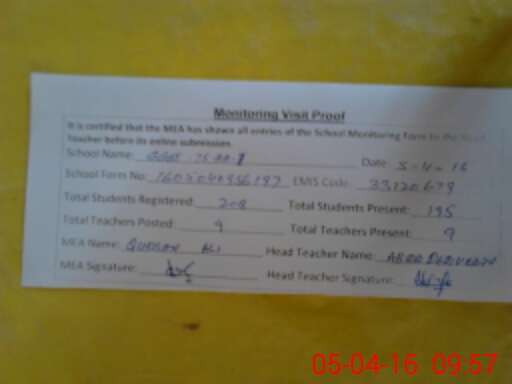 Monitoring Visit Proof
It is certified that the MEA has shown all entries of the School Monitoring Form to the Head
Teacher before its online submission.
School Name: Date: 5-4-16
School Form No: EMIS Code: 33120679
Total Students Registered: 208 Total Students Present: 195
Total Teachers Posted: 9 Total Teachers Present: 9
MEA Name: ALI Head Teacher Name:
MEA Signature: Head Teacher Signature:
05-04-16 09:57